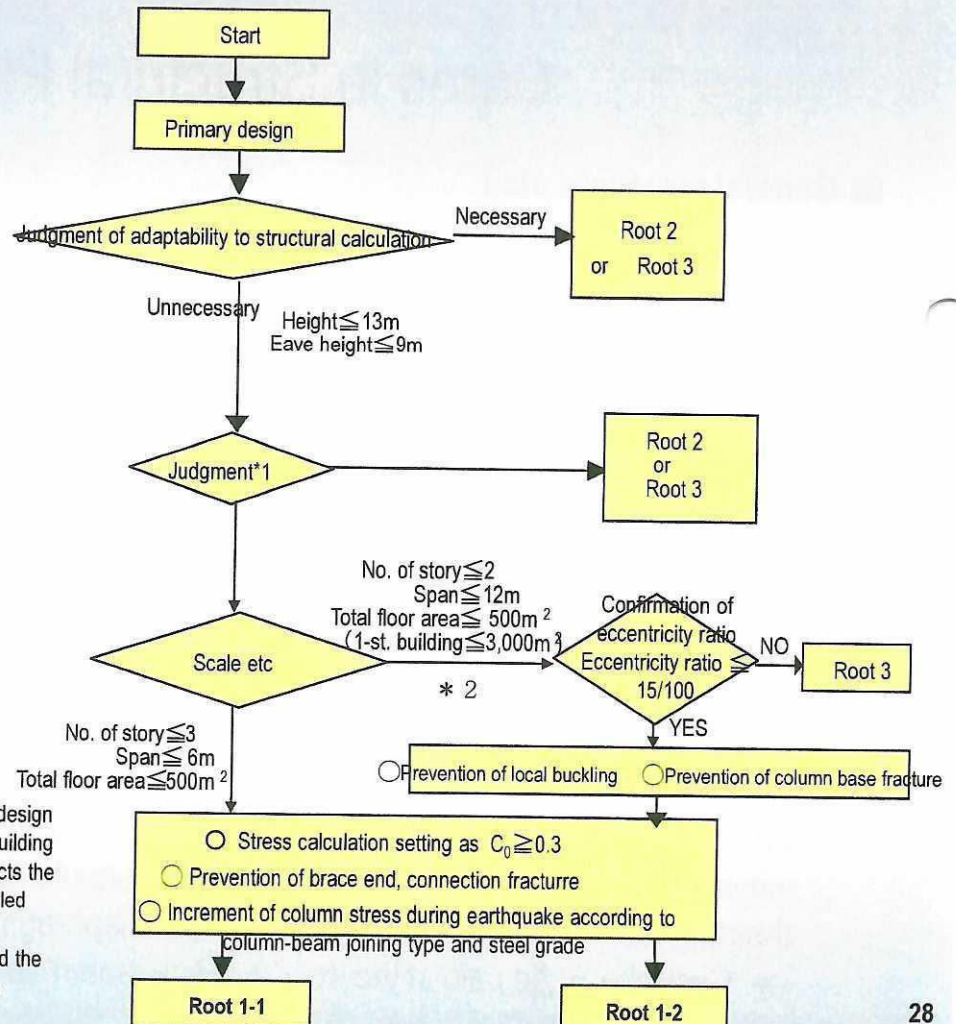 Start
Primary design
Judgment of adaptability to structural calculation
Necessary
Root 2
or Root 3
Unnecessary
Height≦13m
Eave height≦9m
Judgment*1
Root 2
or
Root 3
No. of story≦2
Span≦12m
Total floor area≦ 500m²
(1-st. building≦3,000m²)
* 2
Scale etc
Confirmation of
eccentricity ratio
Eccentricity ratio ≦
15/100
NO
Root 3
YES
No. of story≦3
Span≦ 6m
Total floor area≦500m²
○Prevention of local buckling ○Prevention of column base fracture
design
uilding
cts the
led
d the
○ Stress calculation setting as C₀≧0.3
○ Prevention of brace end, connection fracturre
○ Increment of column stress during earthquake according to
column-beam joining type and steel grade
Root 1-1
Root 1-2
28